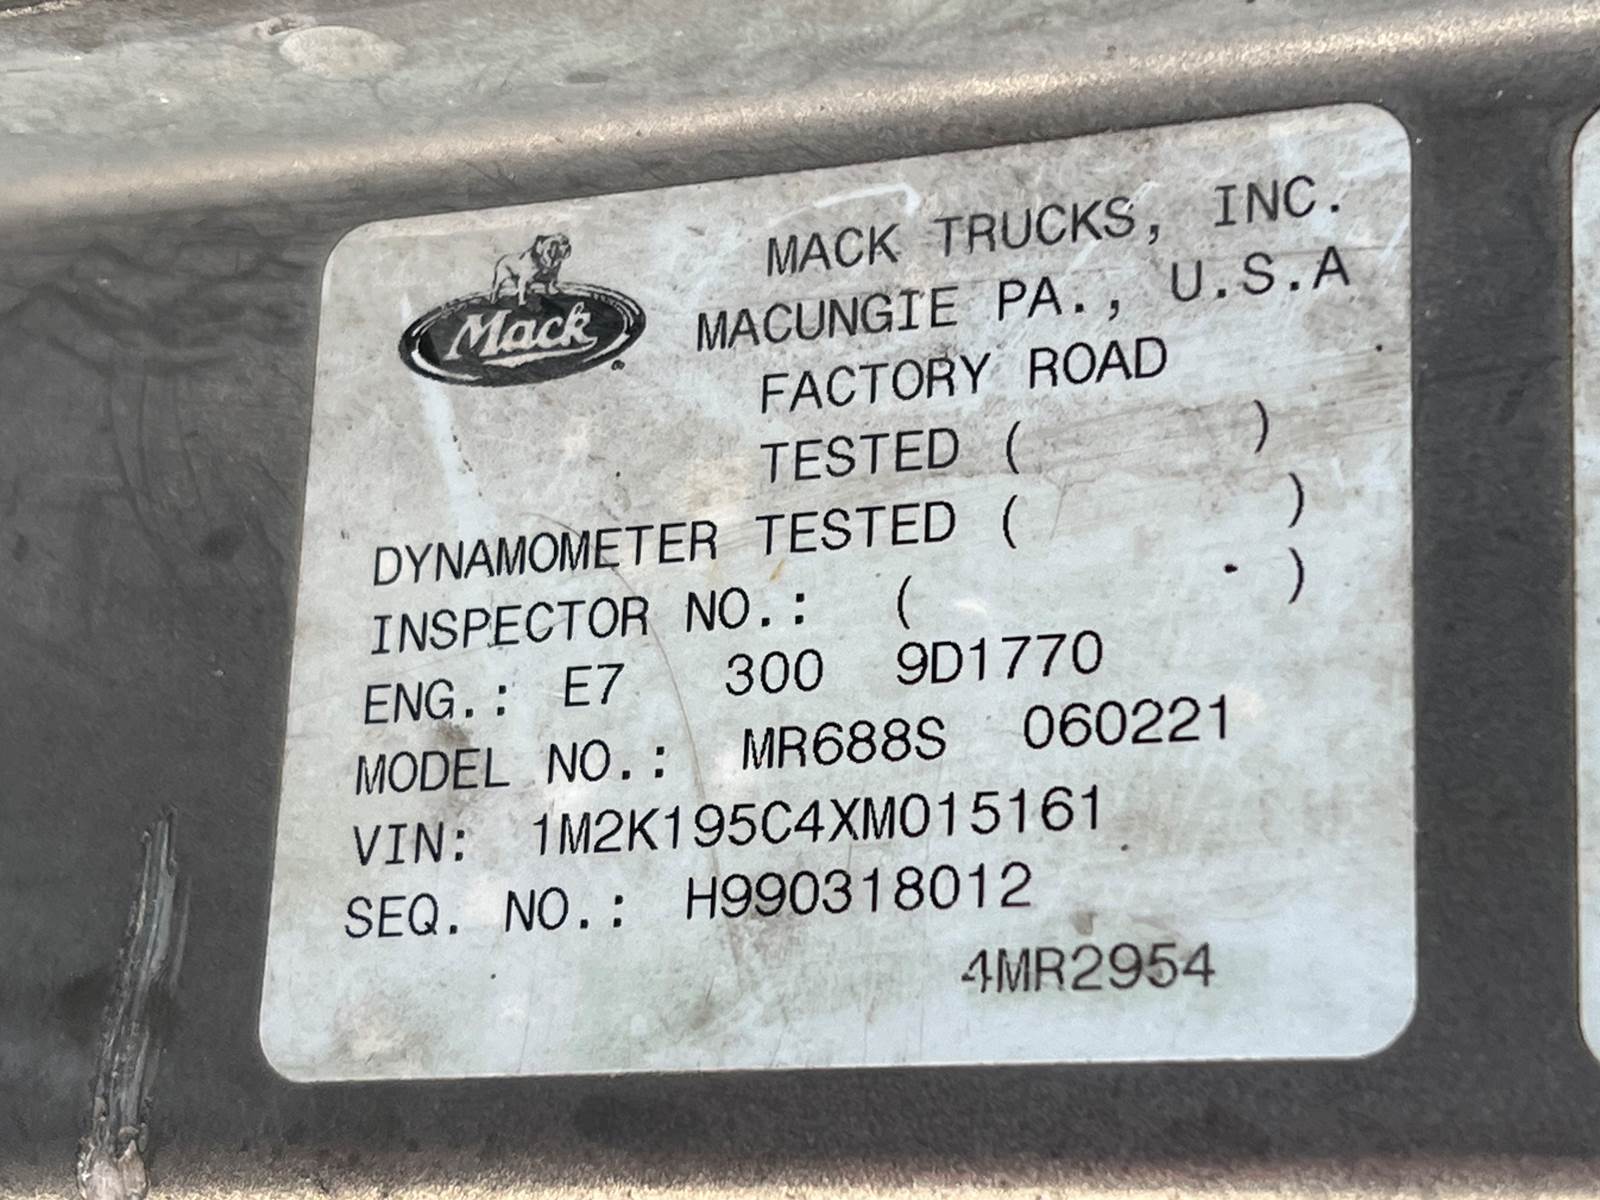 MACK TRUCKS, INC.
Mack
MACUNGIE PA., U.S.A
FACTORY ROAD
TESTED ( )
DYNAMOMETER TESTED ( )
INSPECTOR NO.: ( )
ENG.: E7 300 9D1770
MODEL NO.: MR688S 060221
VIN: 1M2K195C4XM015161
SEQ. NO.: H990318012
4MR2954